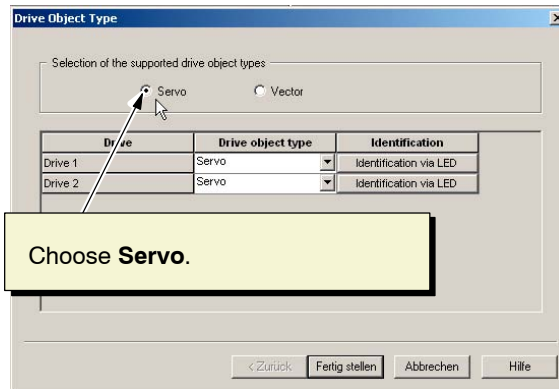 Drive Object Type
Selection of the supported drive object types
Servo Vector
Drive Drive object type Identification
Drive 1 Servo Identification via LED
Drive 2 Servo Identification via LED
Choose Servo.
< Zurück Fertig stellen Abbrechen Hilfe